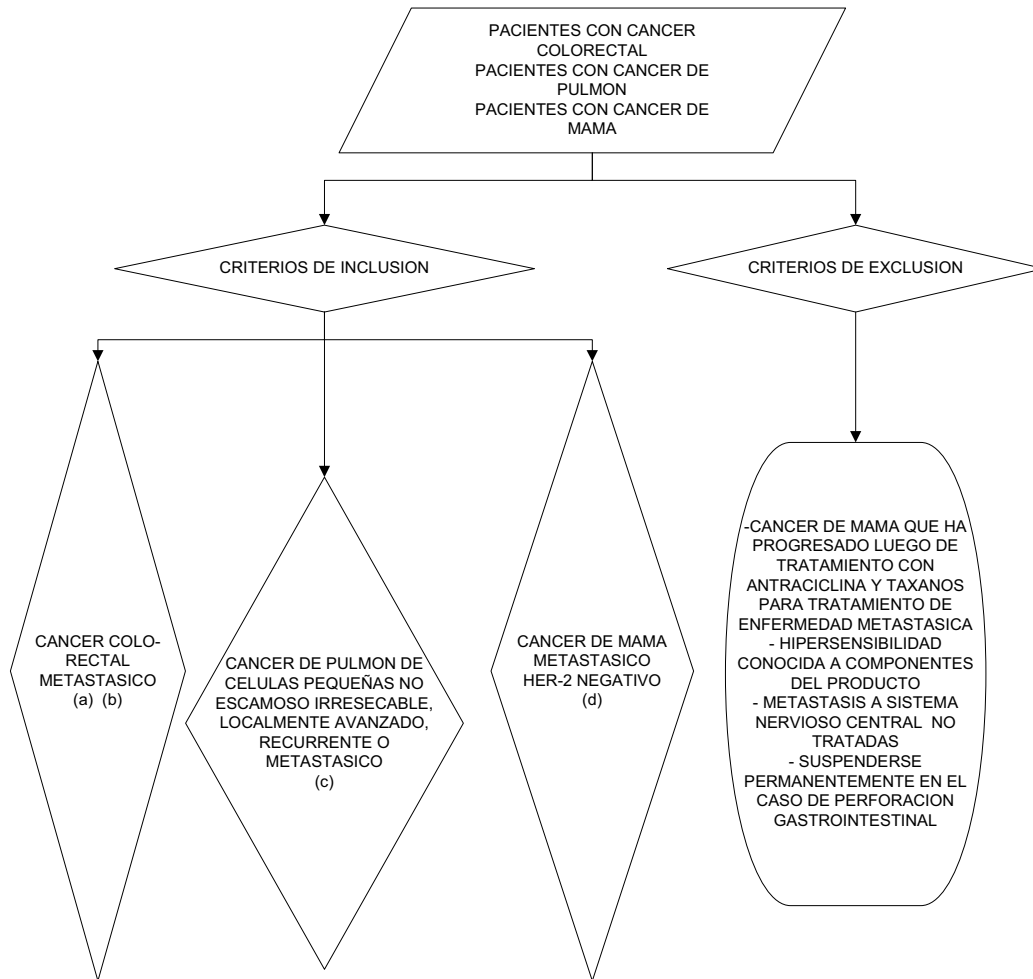 PACIENTES CON CANCER
COLORECTAL
PACIENTES CON CANCER DE
PULMON
PACIENTES CON CANCER DE
MAMA
CRITERIOS DE INCLUSION
CRITERIOS DE EXCLUSION
CANCER COLO-
RECTAL
METASTASICO
(a) (b)
CANCER DE PULMON DE
CELULAS PEQUEÑAS NO
ESCAMOSO IRRESECABLE,
LOCALMENTE AVANZADO,
RECURRENTE O
METASTASICO
(c)
CANCER DE MAMA
METASTASICO
HER-2 NEGATIVO
(d)
-CANCER DE MAMA QUE HA
PROGRESADO LUEGO DE
TRATAMIENTO CON
ANTRACICLINA Y TAXANOS
PARA TRATAMIENTO DE
ENFERMEDAD METASTASICA
- HIPERSENSIBILIDAD
CONOCIDA A COMPONENTES
DEL PRODUCTO
- METASTASIS A SISTEMA
NERVIOSO CENTRAL NO
TRATADAS
- SUSPENDERSE
PERMANENTEMENTE EN EL
CASO DE PERFORACION
GASTROINTESTINAL